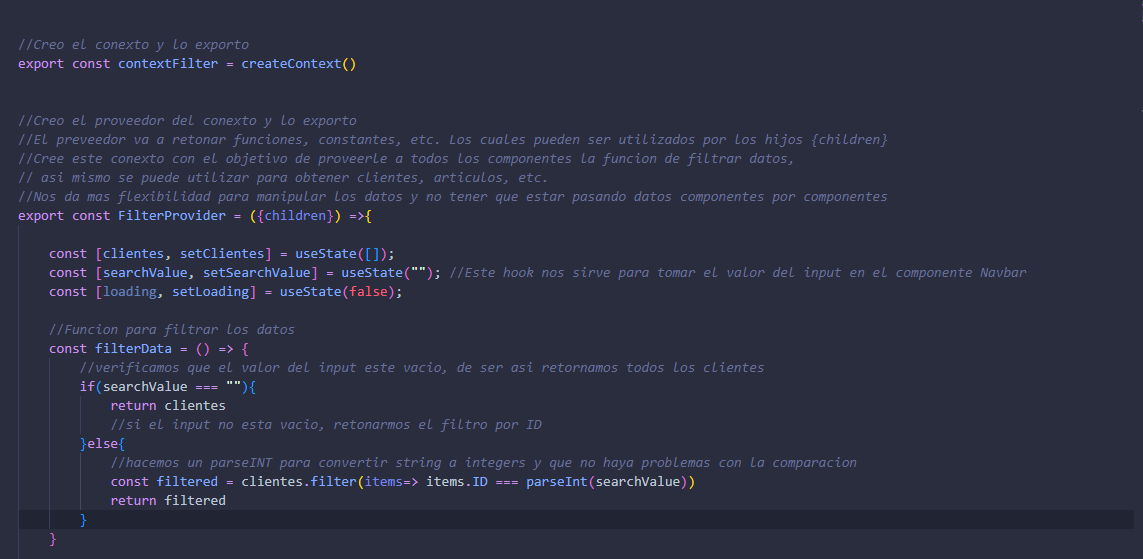 //Creo el conexto y lo exporto
export const contextFilter = createContext()
//Creo el proveedor del conexto y lo exporto
//El preveedor va a retonar funciones, constantes, etc. Los cuales pueden ser utilizados por los hijos {children}
//Cree este conexto con el objetivo de proveerle a todos los componentes la funcion de filtrar datos,
// asi mismo se puede utilizar para obtener clientes, articulos, etc.
//Nos da mas flexibilidad para manipular los datos y no tener que estar pasando datos componentes por componentes
export const FilterProvider = ({children}) =>{
const [clientes, setClientes] = useState([]);
const [searchValue, setSearchValue] = useState(""); //Este hook nos sirve para tomar el valor del input en el componente Navbar
const [loading, setLoading] = useState(false);
//Funcion para filtrar los datos
const filterData = () => {
//verificamos que el valor del input este vacio, de ser asi retornamos todos los clientes
if(searchValue === ""){
return clientes
//si el input no esta vacio, retonarmos el filtro por ID
}else{
//hacemos un parseINT para convertir string a integers y que no haya problemas con la comparacion
const filtered = clientes.filter(items=> items.ID === parseInt(searchValue))
return filtered
}
}